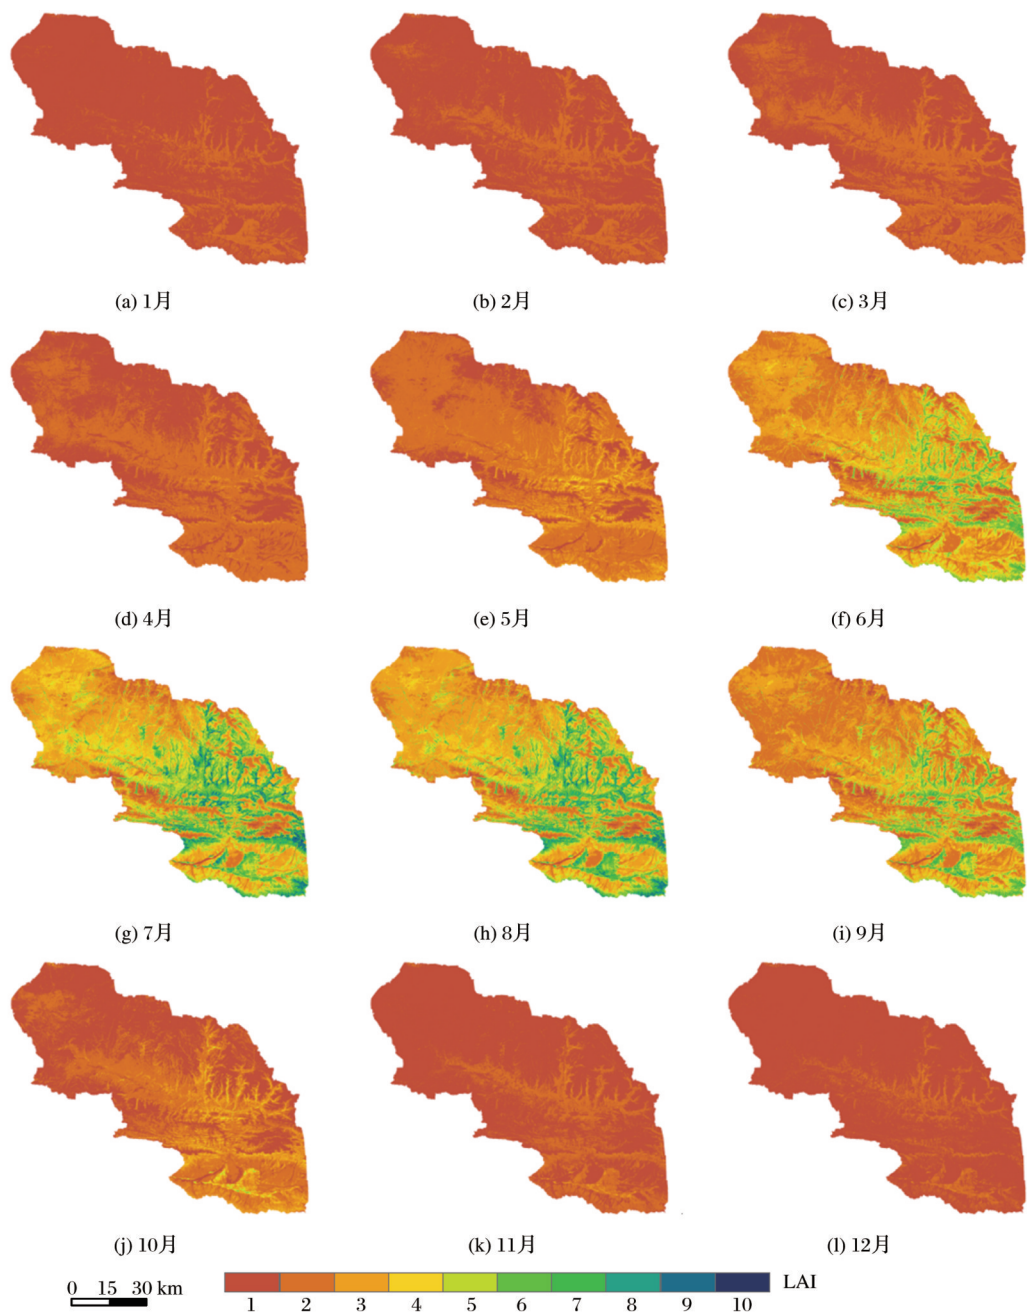 (a) 1月
(b) 2月
(c) 3月
(d) 4月
(e) 5月
(f) 6月
(g) 7月
(h) 8月
(i) 9月
(j) 10月
(k) 11月
(l) 12月
0 15 30 km
LAI
1 2 3 4 5 6 7 8 9 10